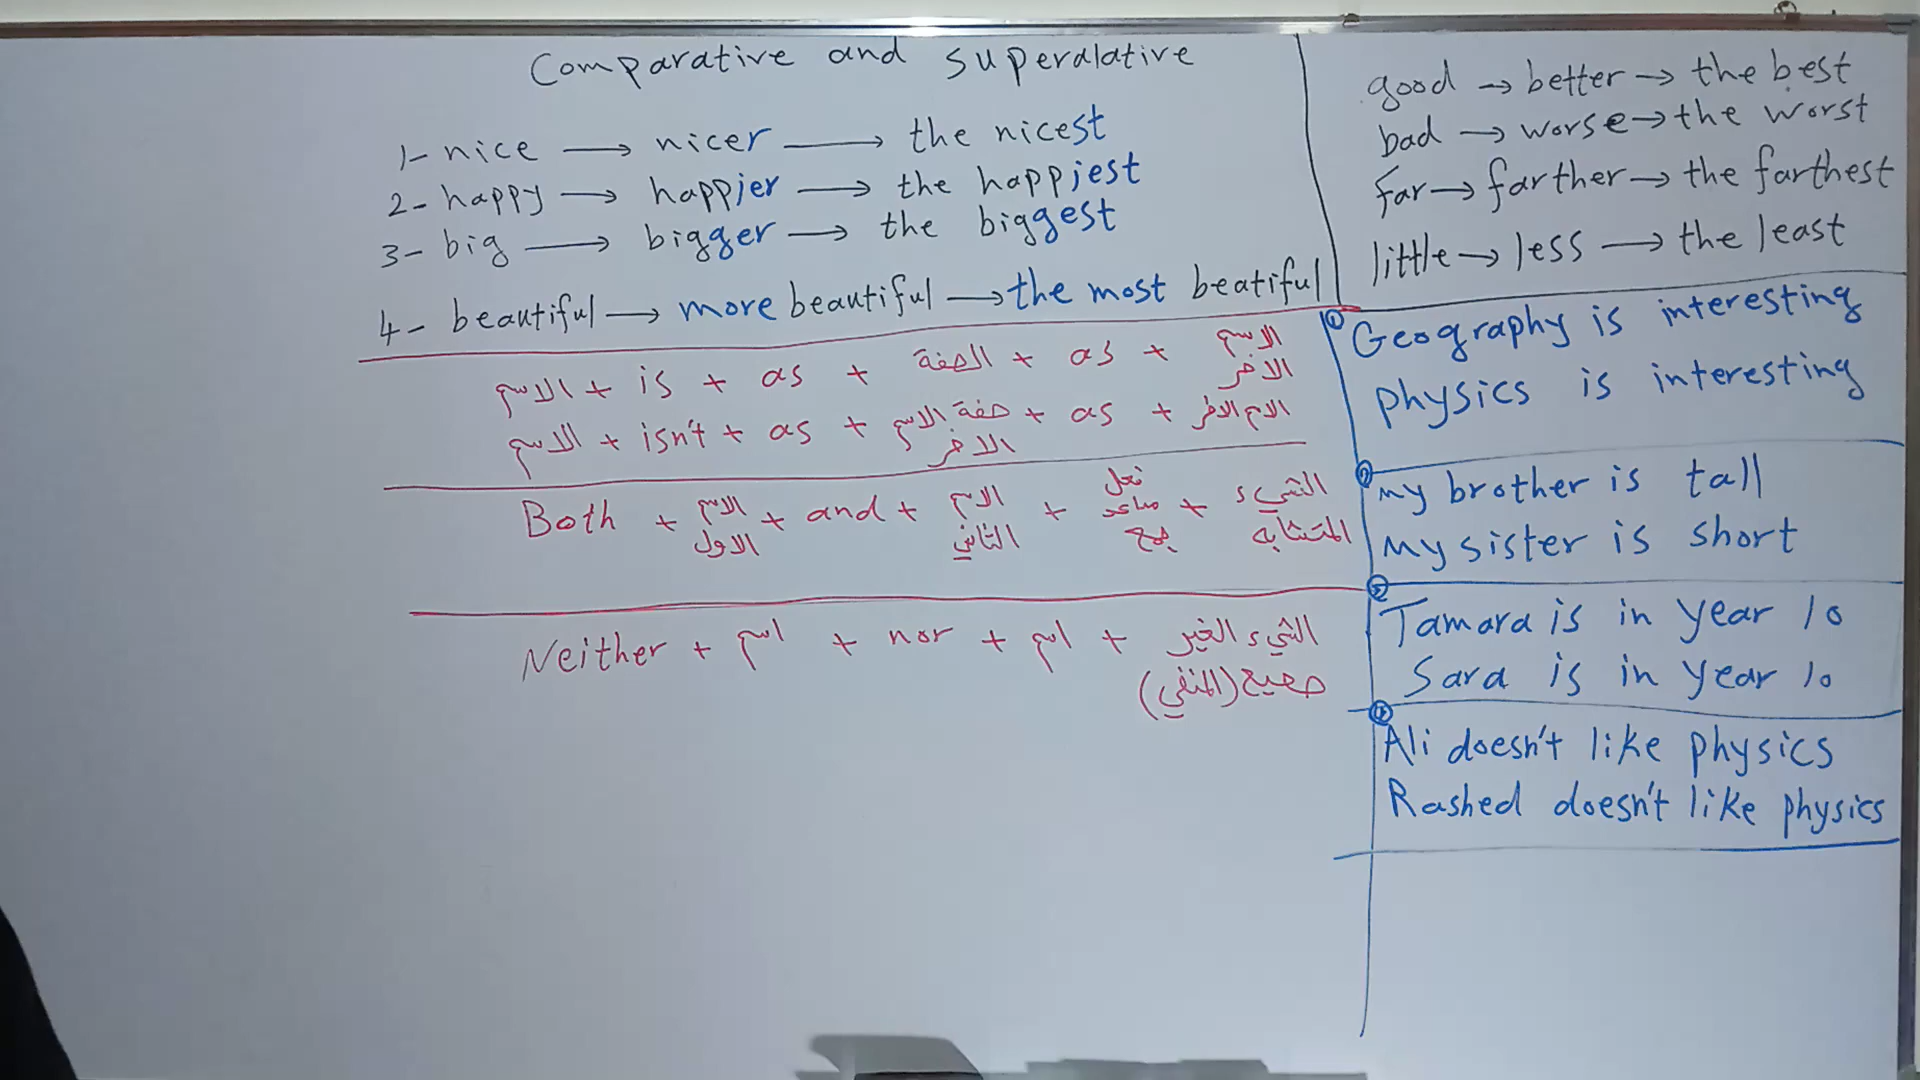 Comparative and superalative
1- nice → nicer → the nicest
2- happy → happier → the happiest
3- big → bigger → the biggest
4- beautiful → more beautiful → the most beatiful
الاسم + is + as + الصفة + as + الاسم الاخر
الاسم + isn't + as + صفة الاسم الاخر + as + الاسم الاخر
Both + الاسم الاول + and + الاسم الثاني + فعل مساعد جمع + الشيء المتشابه
Neither + اسم + nor + اسم + الشيء الغير صحيح (المنفي)
good → better → the best
bad → worse → the worst
far → farther → the farthest
little → less → the least
① Geography is interesting
physics is interesting
② my brother is tall
my sister is short
③ Tamara is in year 10
Sara is in year 10
④ Ali doesn't like physics
Rashed doesn't like physics